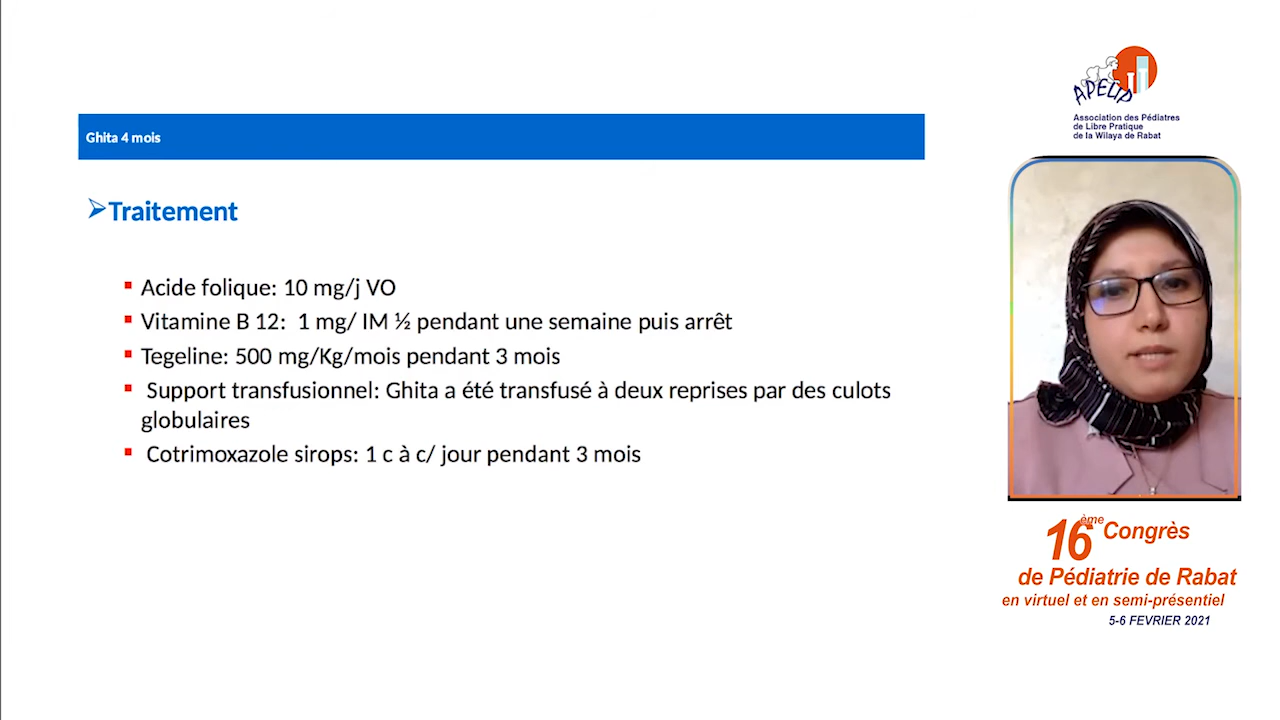 Ghita 4 mois
Traitement
Acide folique: 10 mg/j VO
Vitamine B 12: 1 mg/ IM ½ pendant une semaine puis arrêt
Tegeline: 500 mg/Kg/mois pendant 3 mois
Support transfusionnel: Ghita a été transfusé à deux reprises par des culots
globulaires
Cotrimoxazole sirops: 1 c à c/ jour pendant 3 mois
APELIP
Association des Pédiatres
de Libre Pratique
de la Wilaya de Rabat
16ème Congrès
de Pédiatrie de Rabat
en virtuel et en semi-présentiel
5-6 FEVRIER 2021